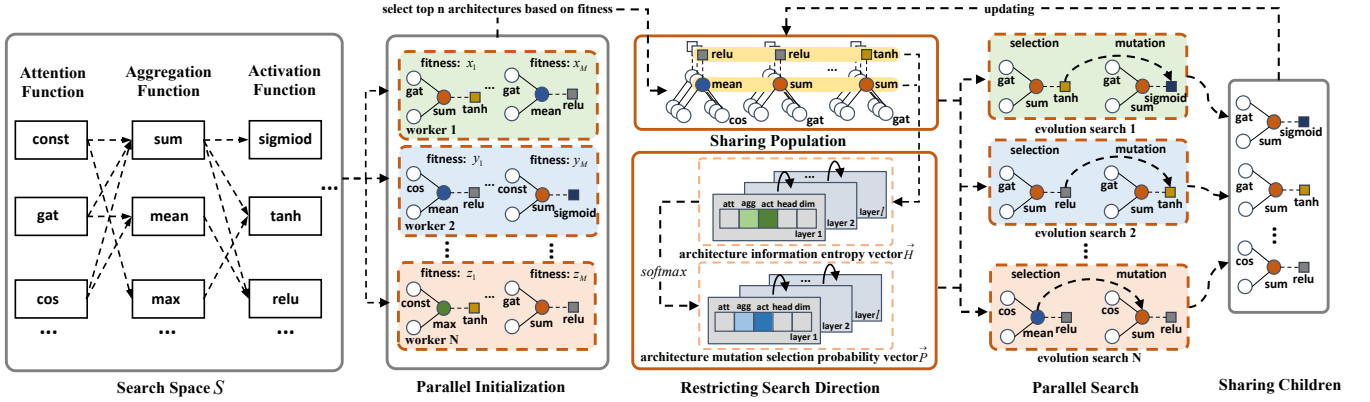 select top n architectures based on fitness
updating
Attention Function
Aggregation Function
Activation Function
const
sum
sigmiod
gat
mean
tanh
...
cos
max
relu
...
...
...
Search Space S
fitness: x1
fitness: xM
gat
sum
tanh
...
gat
mean
relu
worker 1
fitness: y1
fitness: yM
cos
mean
relu
...
const
sum
sigmoid
worker 2
fitness: z1
fitness: zM
const
max
tanh
...
gat
sum
relu
worker N
Parallel Initialization
relu
relu
tanh
...
mean
sum
sum
...
cos
gat
gat
Sharing Population
...
att agg act head dim
layer 1
layer 2
layer l
architecture information entropy vector H
softmax
...
att agg act head dim
layer 1
layer 2
layer l
architecture mutation selection probability vector P
Restricting Search Direction
selection
mutation
gat
sum
tanh
gat
sum
sigmoid
evolution search 1
selection
mutation
gat
sum
relu
gat
sum
tanh
evolution search 2
selection
mutation
cos
mean
relu
cos
sum
relu
evolution search N
Parallel Search
gat
sum
sigmoid
gat
sum
tanh
cos
sum
relu
Sharing Children